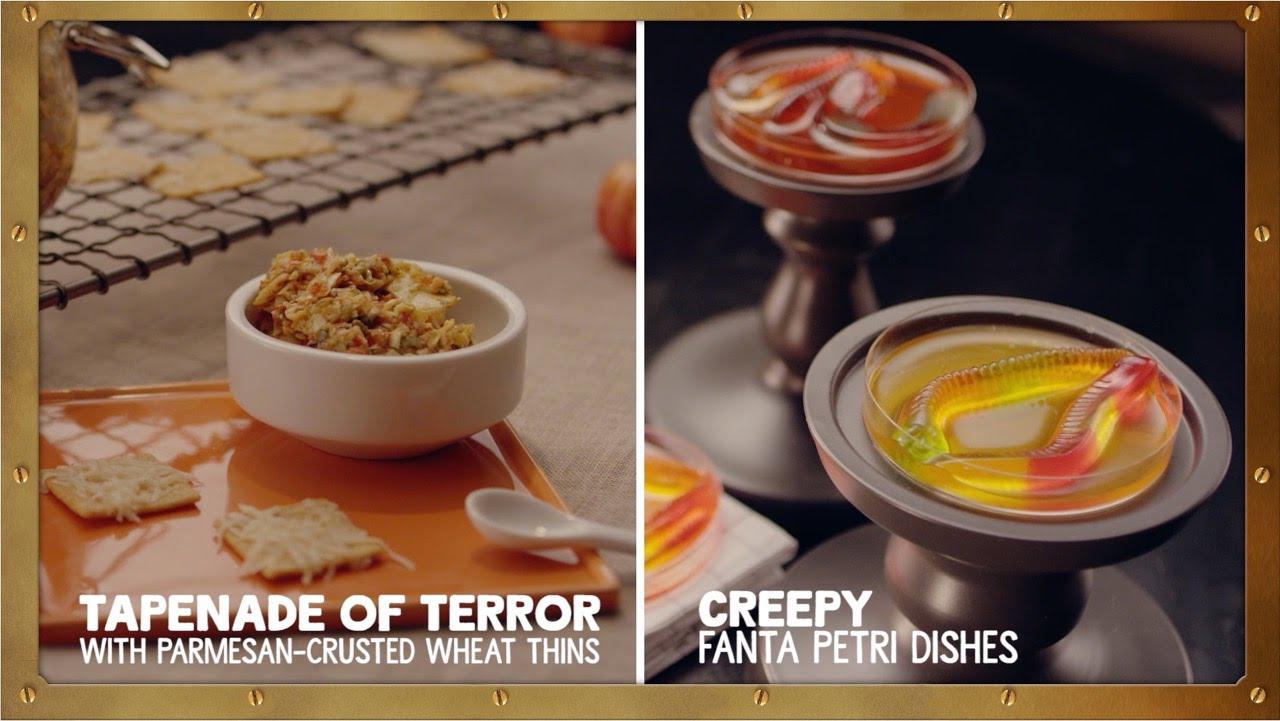 TAPENADE OF TERROR
WITH PARMESAN-CRUSTED WHEAT THINS
CREEPY
FANTA PETRI DISHES